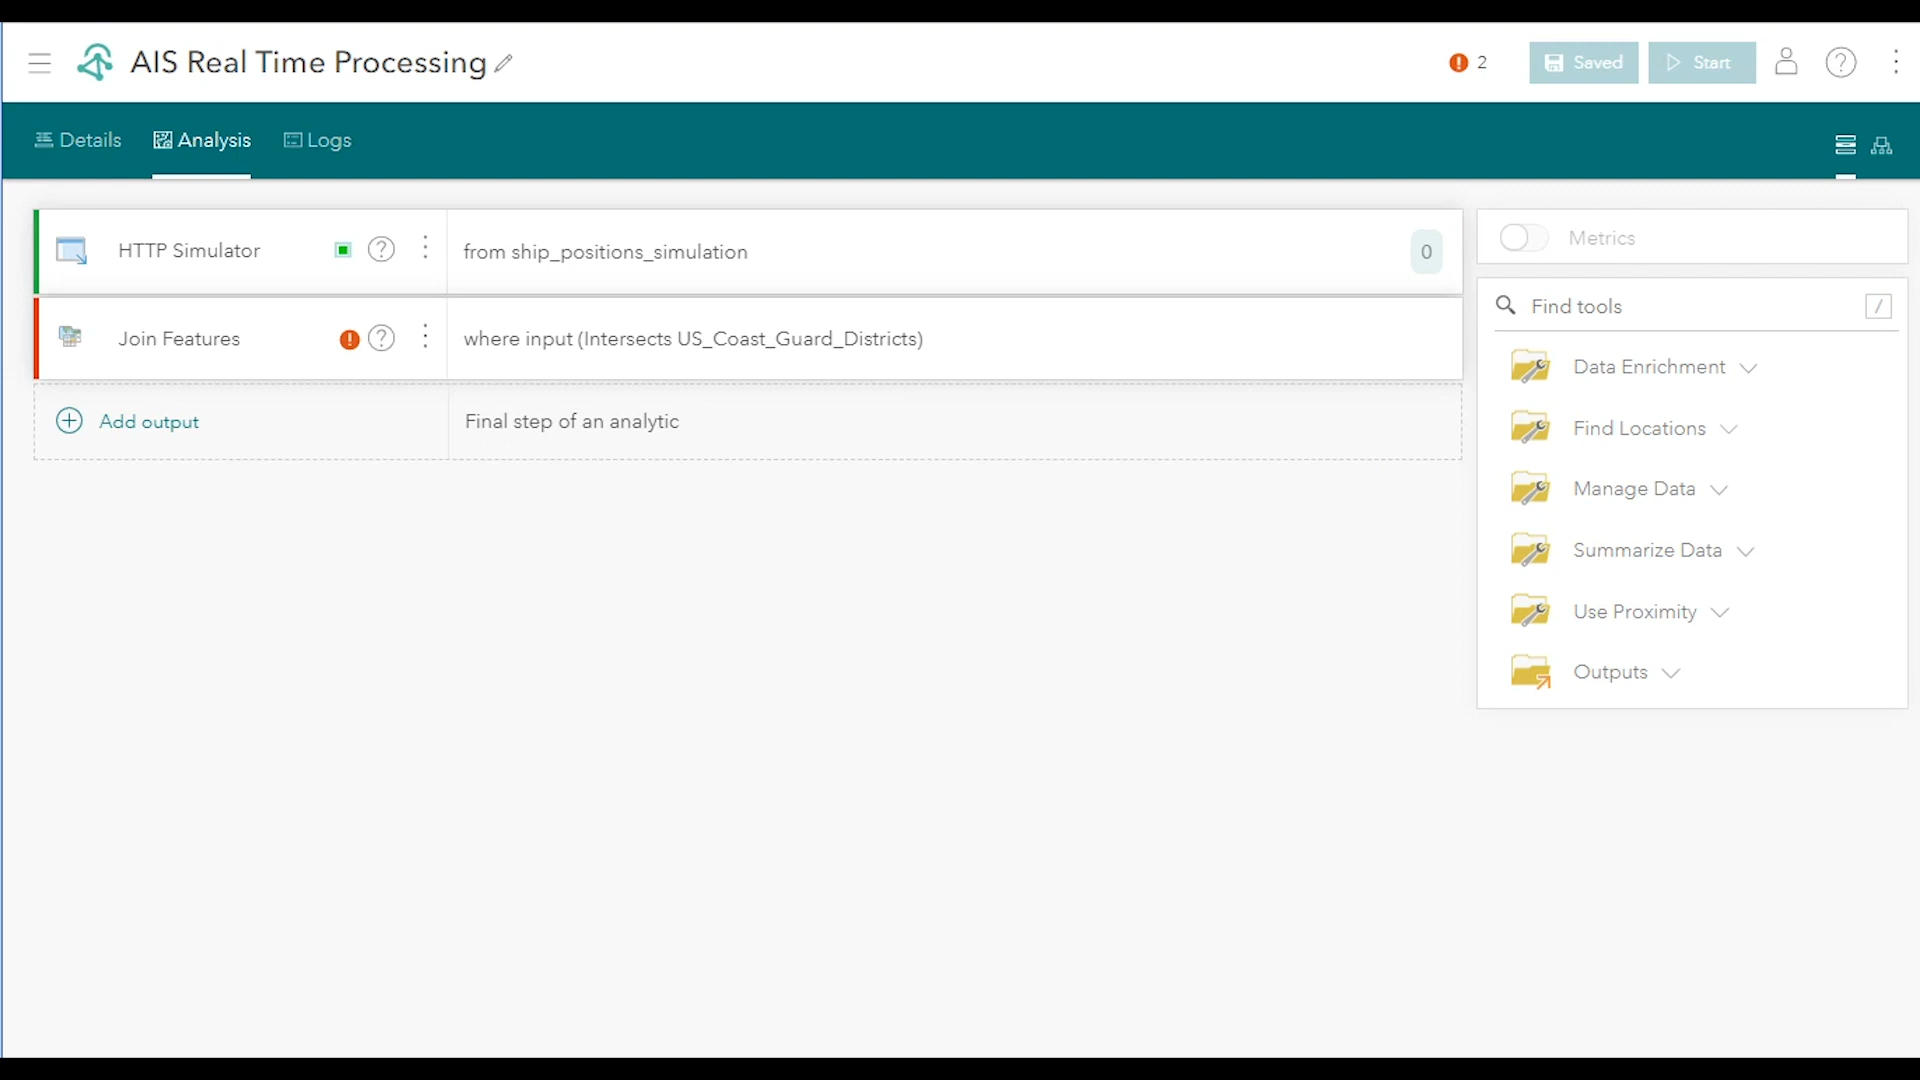 AIS Real Time Processing
2
Saved
Start
?
Details
Analysis
Logs
HTTP Simulator
?
from ship_positions_simulation
0
Metrics
Join Features
!
?
where input (Intersects US_Coast_Guard_Districts)
Find tools
/
Add output
Final step of an analytic
Data Enrichment
Find Locations
Manage Data
Summarize Data
Use Proximity
Outputs